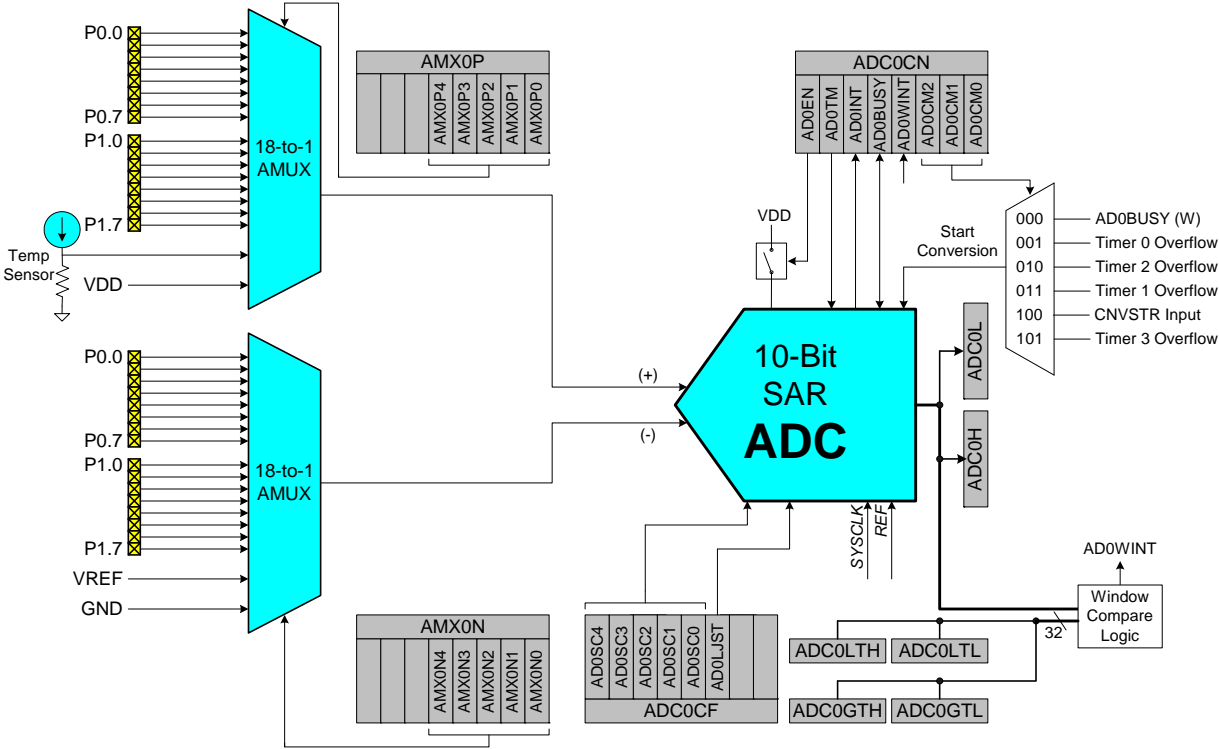 P0.0
P0.7
P1.0
P1.7
18-to-1
AMUX
Temp
Sensor
VDD
AMX0P
AMX0P4
AMX0P3
AMX0P2
AMX0P1
AMX0P0
ADC0CN
AD0EN
AD0TM
AD0INT
AD0BUSY
AD0WINT
AD0CM2
AD0CM1
AD0CM0
VDD
Start
Conversion
000
AD0BUSY (W)
001
Timer 0 Overflow
010
Timer 2 Overflow
011
Timer 1 Overflow
100
CNVSTR Input
101
Timer 3 Overflow
P0.0
P0.7
P1.0
P1.7
18-to-1
AMUX
VREF
GND
(+)
(-)
10-Bit
SAR
ADC
ADC0L
ADC0H
SYSCLK
REF
AMX0N
AMX0N4
AMX0N3
AMX0N2
AMX0N1
AMX0N0
AD0SC4
AD0SC3
AD0SC2
AD0SC1
AD0SC0
AD0LJST
ADC0CF
AD0WINT
Window
Compare
Logic
32
ADC0LTH
ADC0LTL
ADC0GTH
ADC0GTL